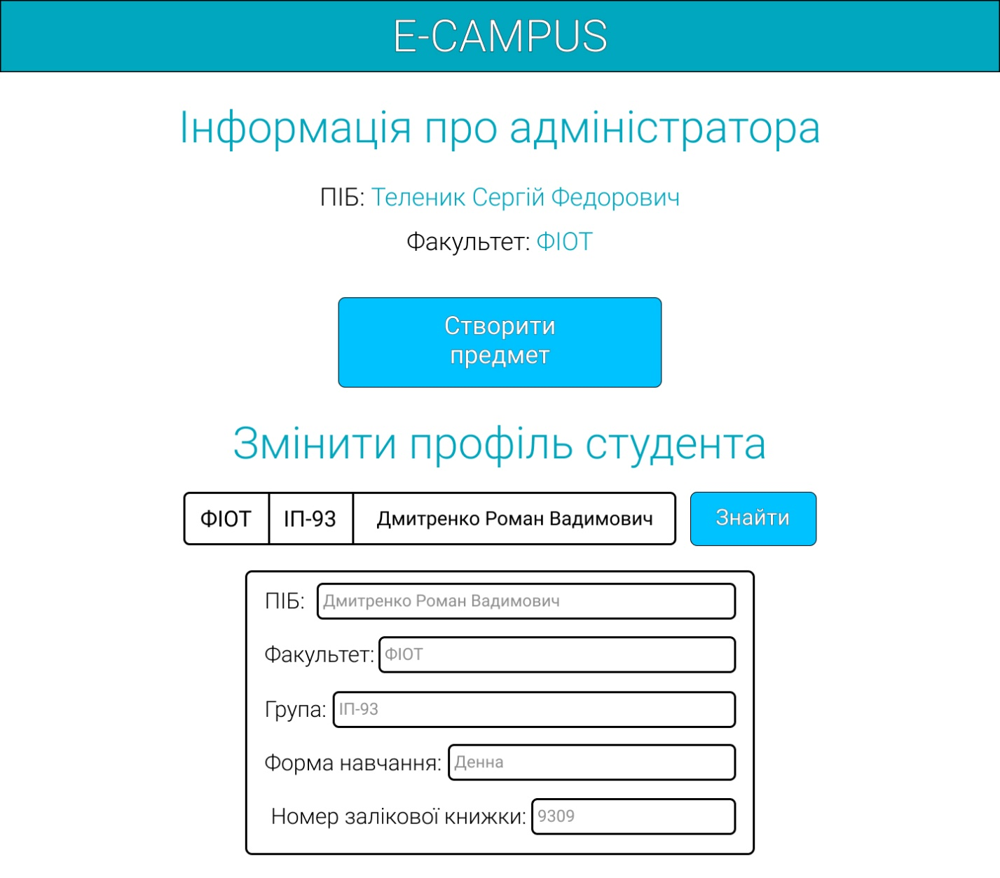 E-CAMPUS
Інформація про адміністратора
ПІБ: Теленик Сергій Федорович
Факультет: ФІОТ
Створити
предмет
Змінити профіль студента
ФІОТ ІП-93 Дмитренко Роман Вадимович Знайти
ПІБ: Дмитренко Роман Вадимович
Факультет: ФІОТ
Група: ІП-93
Форма навчання: Денна
Номер залікової книжки: 9309